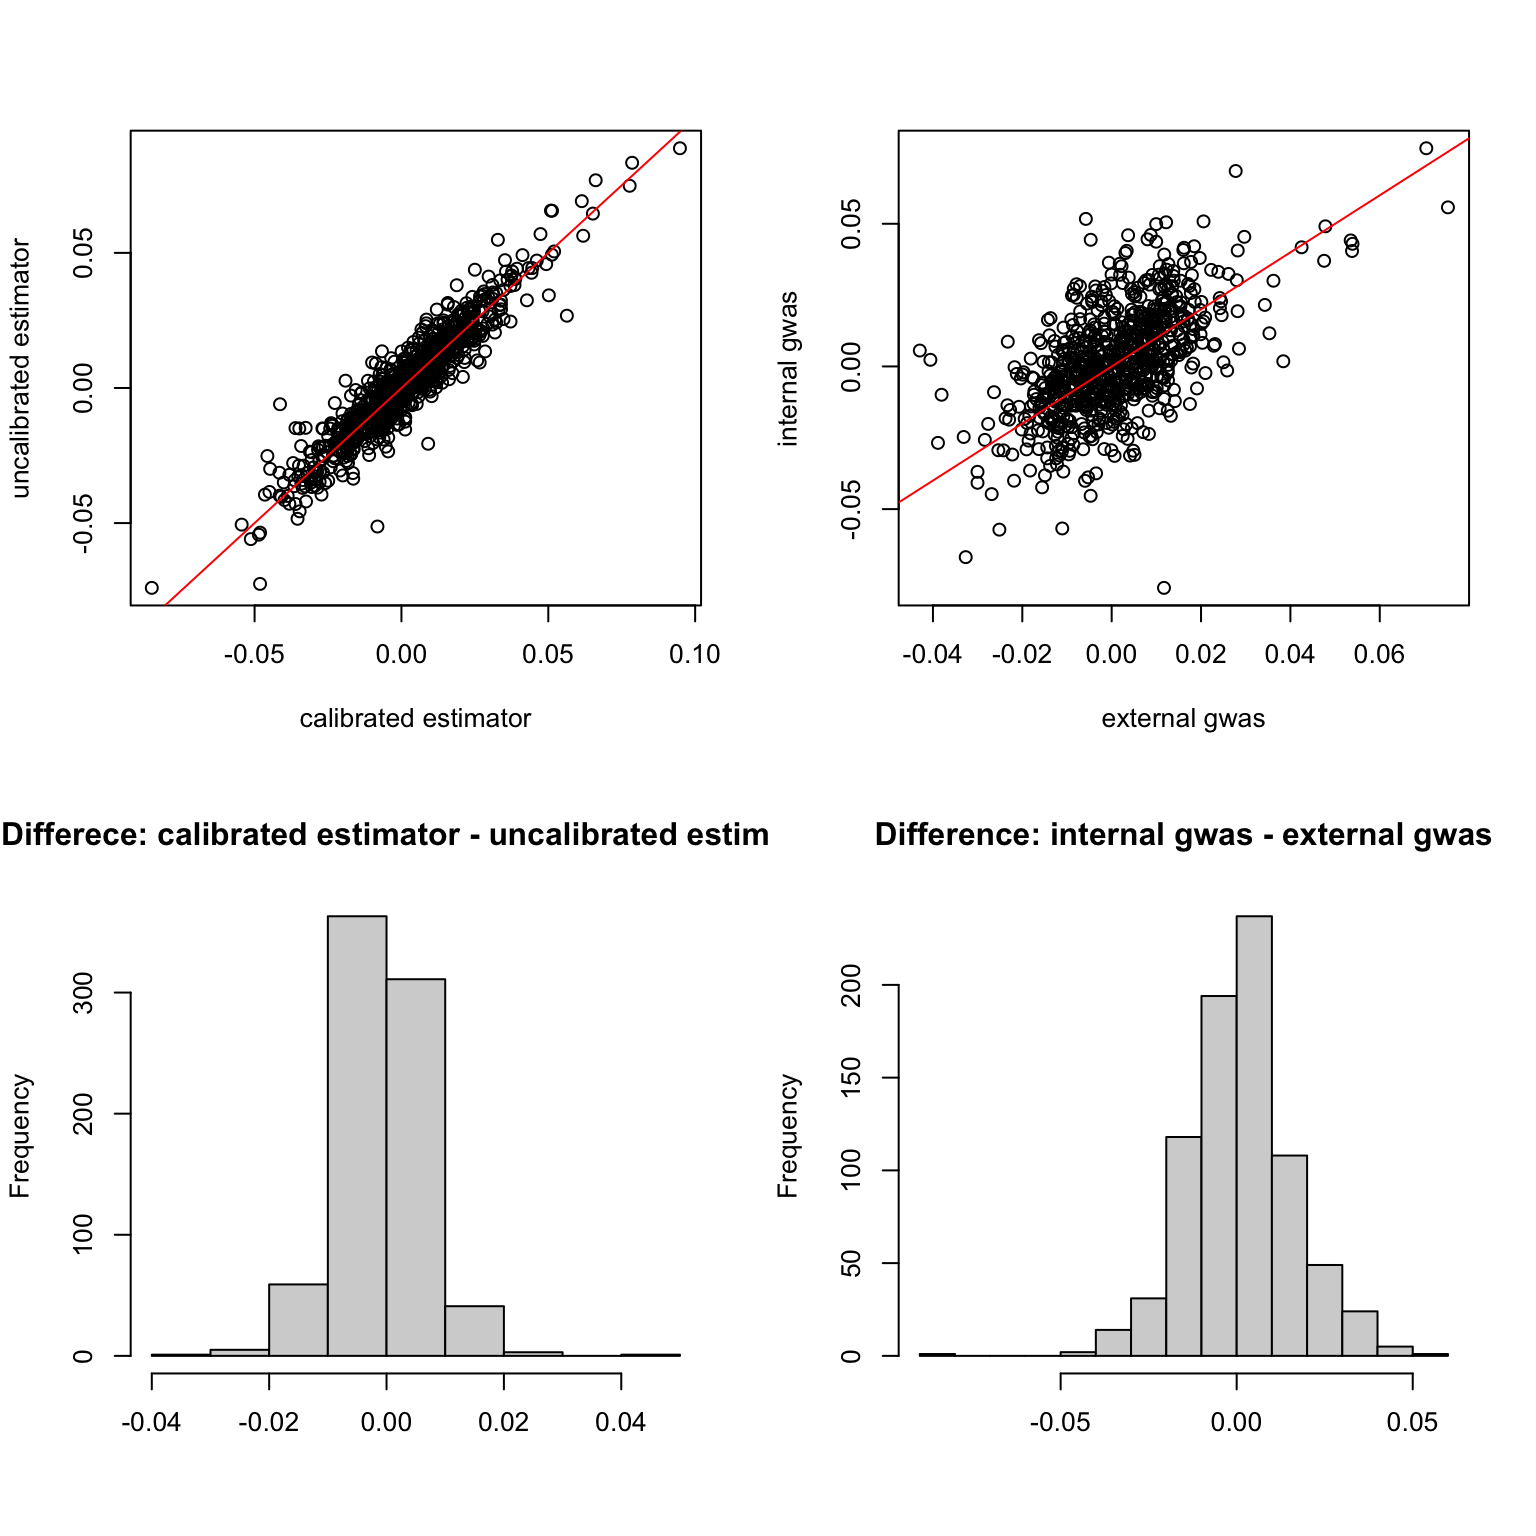 uncalibrated estimator
0.05
0.00
-0.05
-0.05 0.00 0.05 0.10
calibrated estimator
internal gwas
0.05
0.00
-0.05
-0.04 -0.02 0.00 0.02 0.04 0.06
external gwas
Differece: calibrated estimator - uncalibrated estim
Frequency
300
200
100
0
-0.04 -0.02 0.00 0.02 0.04
Difference: internal gwas - external gwas
Frequency
200
150
100
50
0
-0.05 0.00 0.05